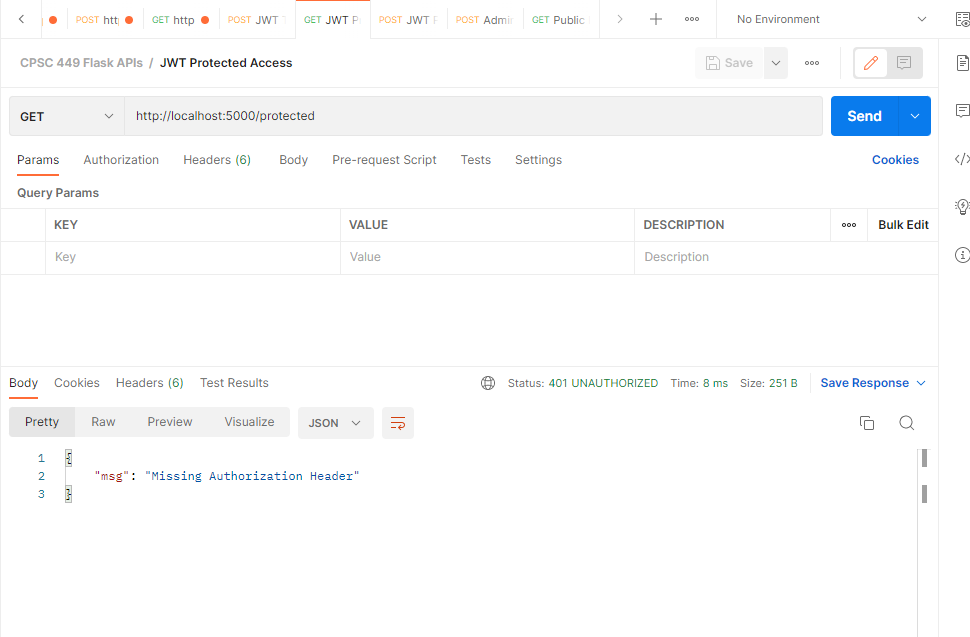 POST htt GET http POST JWT GET JWT P POST JWT POST Admin GET Public No Environment
CPSC 449 Flask APIs / JWT Protected Access Save
GET http://localhost:5000/protected Send
Params Authorization Headers (6) Body Pre-request Script Tests Settings Cookies
Query Params
KEY VALUE DESCRIPTION Bulk Edit
Key Value Description
Body Cookies Headers (6) Test Results Status: 401 UNAUTHORIZED Time: 8 ms Size: 251 B Save Response
Pretty Raw Preview Visualize JSON
1 {
2 "msg": "Missing Authorization Header"
3 }